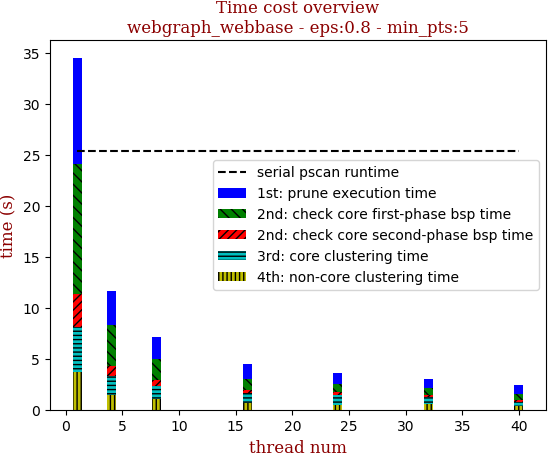 Time cost overview
webgraph_webbase - eps:0.8 - min_pts:5
time (s)
35
30
25
20
15
10
5
0
serial pscan runtime
1st: prune execution time
2nd: check core first-phase bsp time
2nd: check core second-phase bsp time
3rd: core clustering time
4th: non-core clustering time
0 5 10 15 20 25 30 35 40
thread num